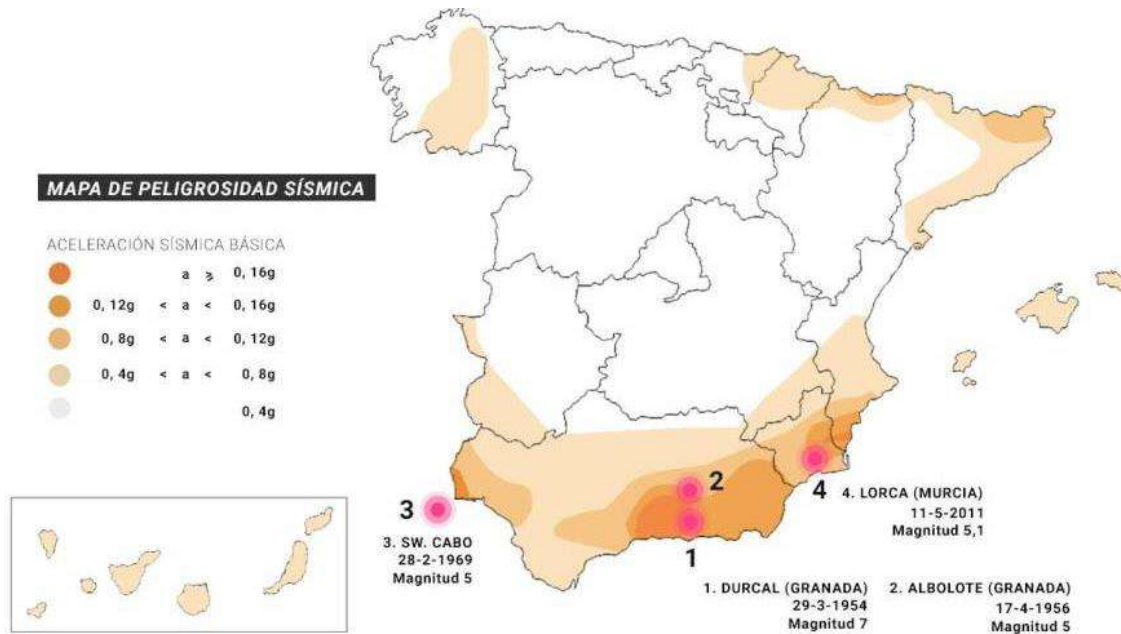 MAPA DE PELIGROSIDAD SÍSMICA
ACELERACIÓN SÍSMICA BÁSICA
a ⩾ 0, 16g
0, 12g < a < 0, 16g
0, 8g < a < 0, 12g
0, 4g < a < 0, 8g
0, 4g
3
3. SW. CABO
28-2-1969
Magnitud 5
2
1
4
4. LORCA (MURCIA)
11-5-2011
Magnitud 5,1
1. DURCAL (GRANADA)
29-3-1954
Magnitud 7
2. ALBOLOTE (GRANADA)
17-4-1956
Magnitud 5